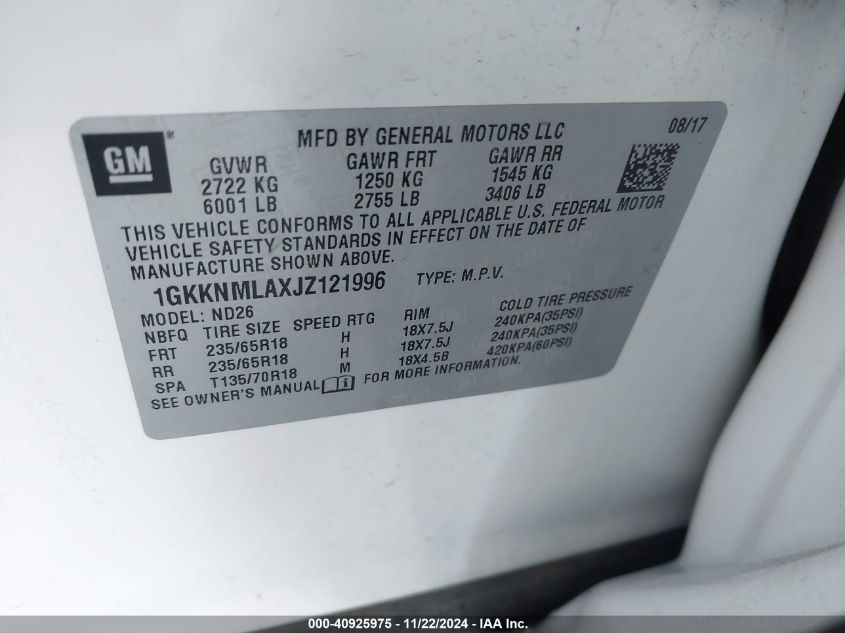 GM ®
MFD BY GENERAL MOTORS LLC 08/17
GVWR GAWR FRT GAWR RR
2722 KG 1250 KG 1545 KG
6001 LB 2755 LB 3406 LB
THIS VEHICLE CONFORMS TO ALL APPLICABLE U.S. FEDERAL MOTOR
VEHICLE SAFETY STANDARDS IN EFFECT ON THE DATE OF
MANUFACTURE SHOWN ABOVE.
1GKKNMLAXJZ121996 TYPE: M.P.V.
MODEL: ND26
NBFQ TIRE SIZE SPEED RTG RIM COLD TIRE PRESSURE
FRT 235/65R18 H 18X7.5J 240KPA(35PSI)
RR 235/65R18 H 18X7.5J 240KPA(35PSI)
SPA T135/70R18 M 18X4.5B 420KPA(60PSI)
SEE OWNER'S MANUAL FOR MORE INFORMATION.
000-40925975 - 11/22/2024 - IAA Inc.